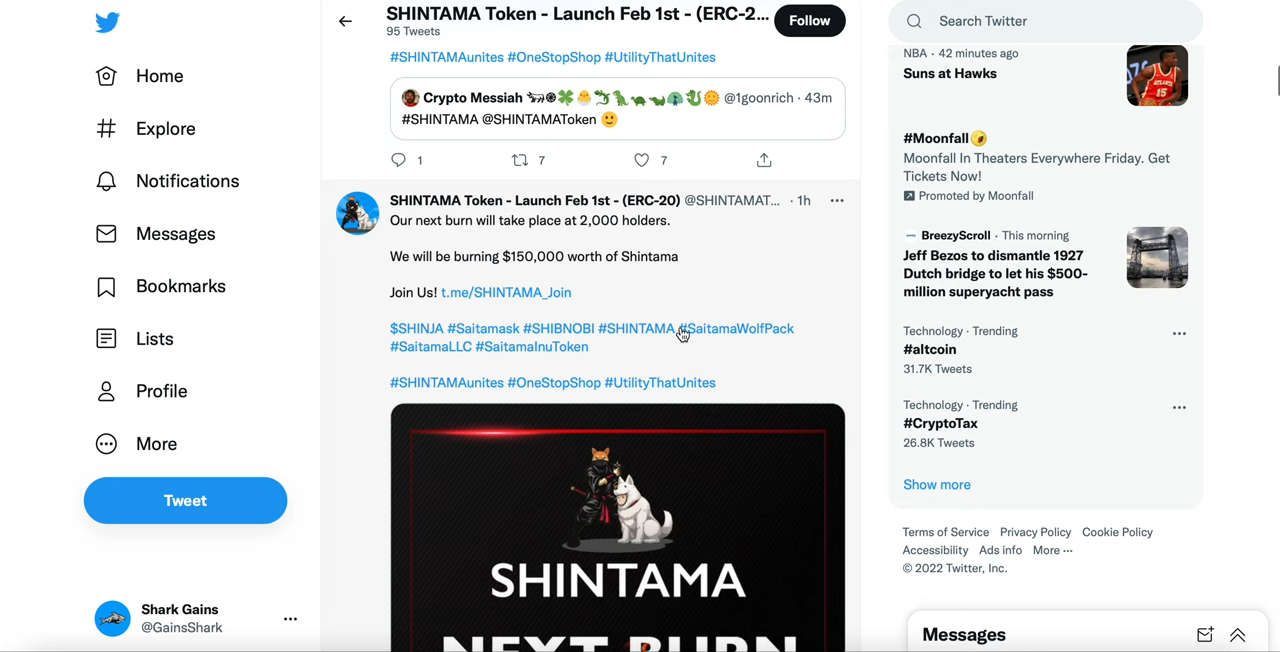 SHINTAMA Token - Launch Feb 1st - (ERC-2...
95 Tweets
Follow
Search Twitter
Home
Explore
Notifications
Messages
Bookmarks
Lists
Profile
More
Tweet
Shark Gains
@GainsShark
#SHINTAMAunites #OneStopShop #UtilityThatUnites
Crypto Messiah @1goonrich · 43m
#SHINTAMA @SHINTAMAToken 🙂
1 7 7
SHINTAMA Token - Launch Feb 1st - (ERC-20) @SHINTAMAT... · 1h
Our next burn will take place at 2,000 holders.
We will be burning $150,000 worth of Shintama
Join Us! t.me/SHINTAMA_Join
$SHINJA #Saitamask #SHIBNOBI #SHINTAMA #SaitamaWolfPack
#SaitamaLLC #SaitamaInuToken
#SHINTAMAunites #OneStopShop #UtilityThatUnites
SHINTAMA
NEXT BURN
NBA · 42 minutes ago
Suns at Hawks
#Moonfall
Moonfall In Theaters Everywhere Friday. Get
Tickets Now!
Promoted by Moonfall
BreezyScroll · This morning
Jeff Bezos to dismantle 1927
Dutch bridge to let his $500-
million superyacht pass
Technology · Trending
#altcoin
31.7K Tweets
Technology · Trending
#CryptoTax
26.8K Tweets
Show more
Terms of Service Privacy Policy Cookie Policy
Accessibility Ads info More ···
© 2022 Twitter, Inc.
Messages